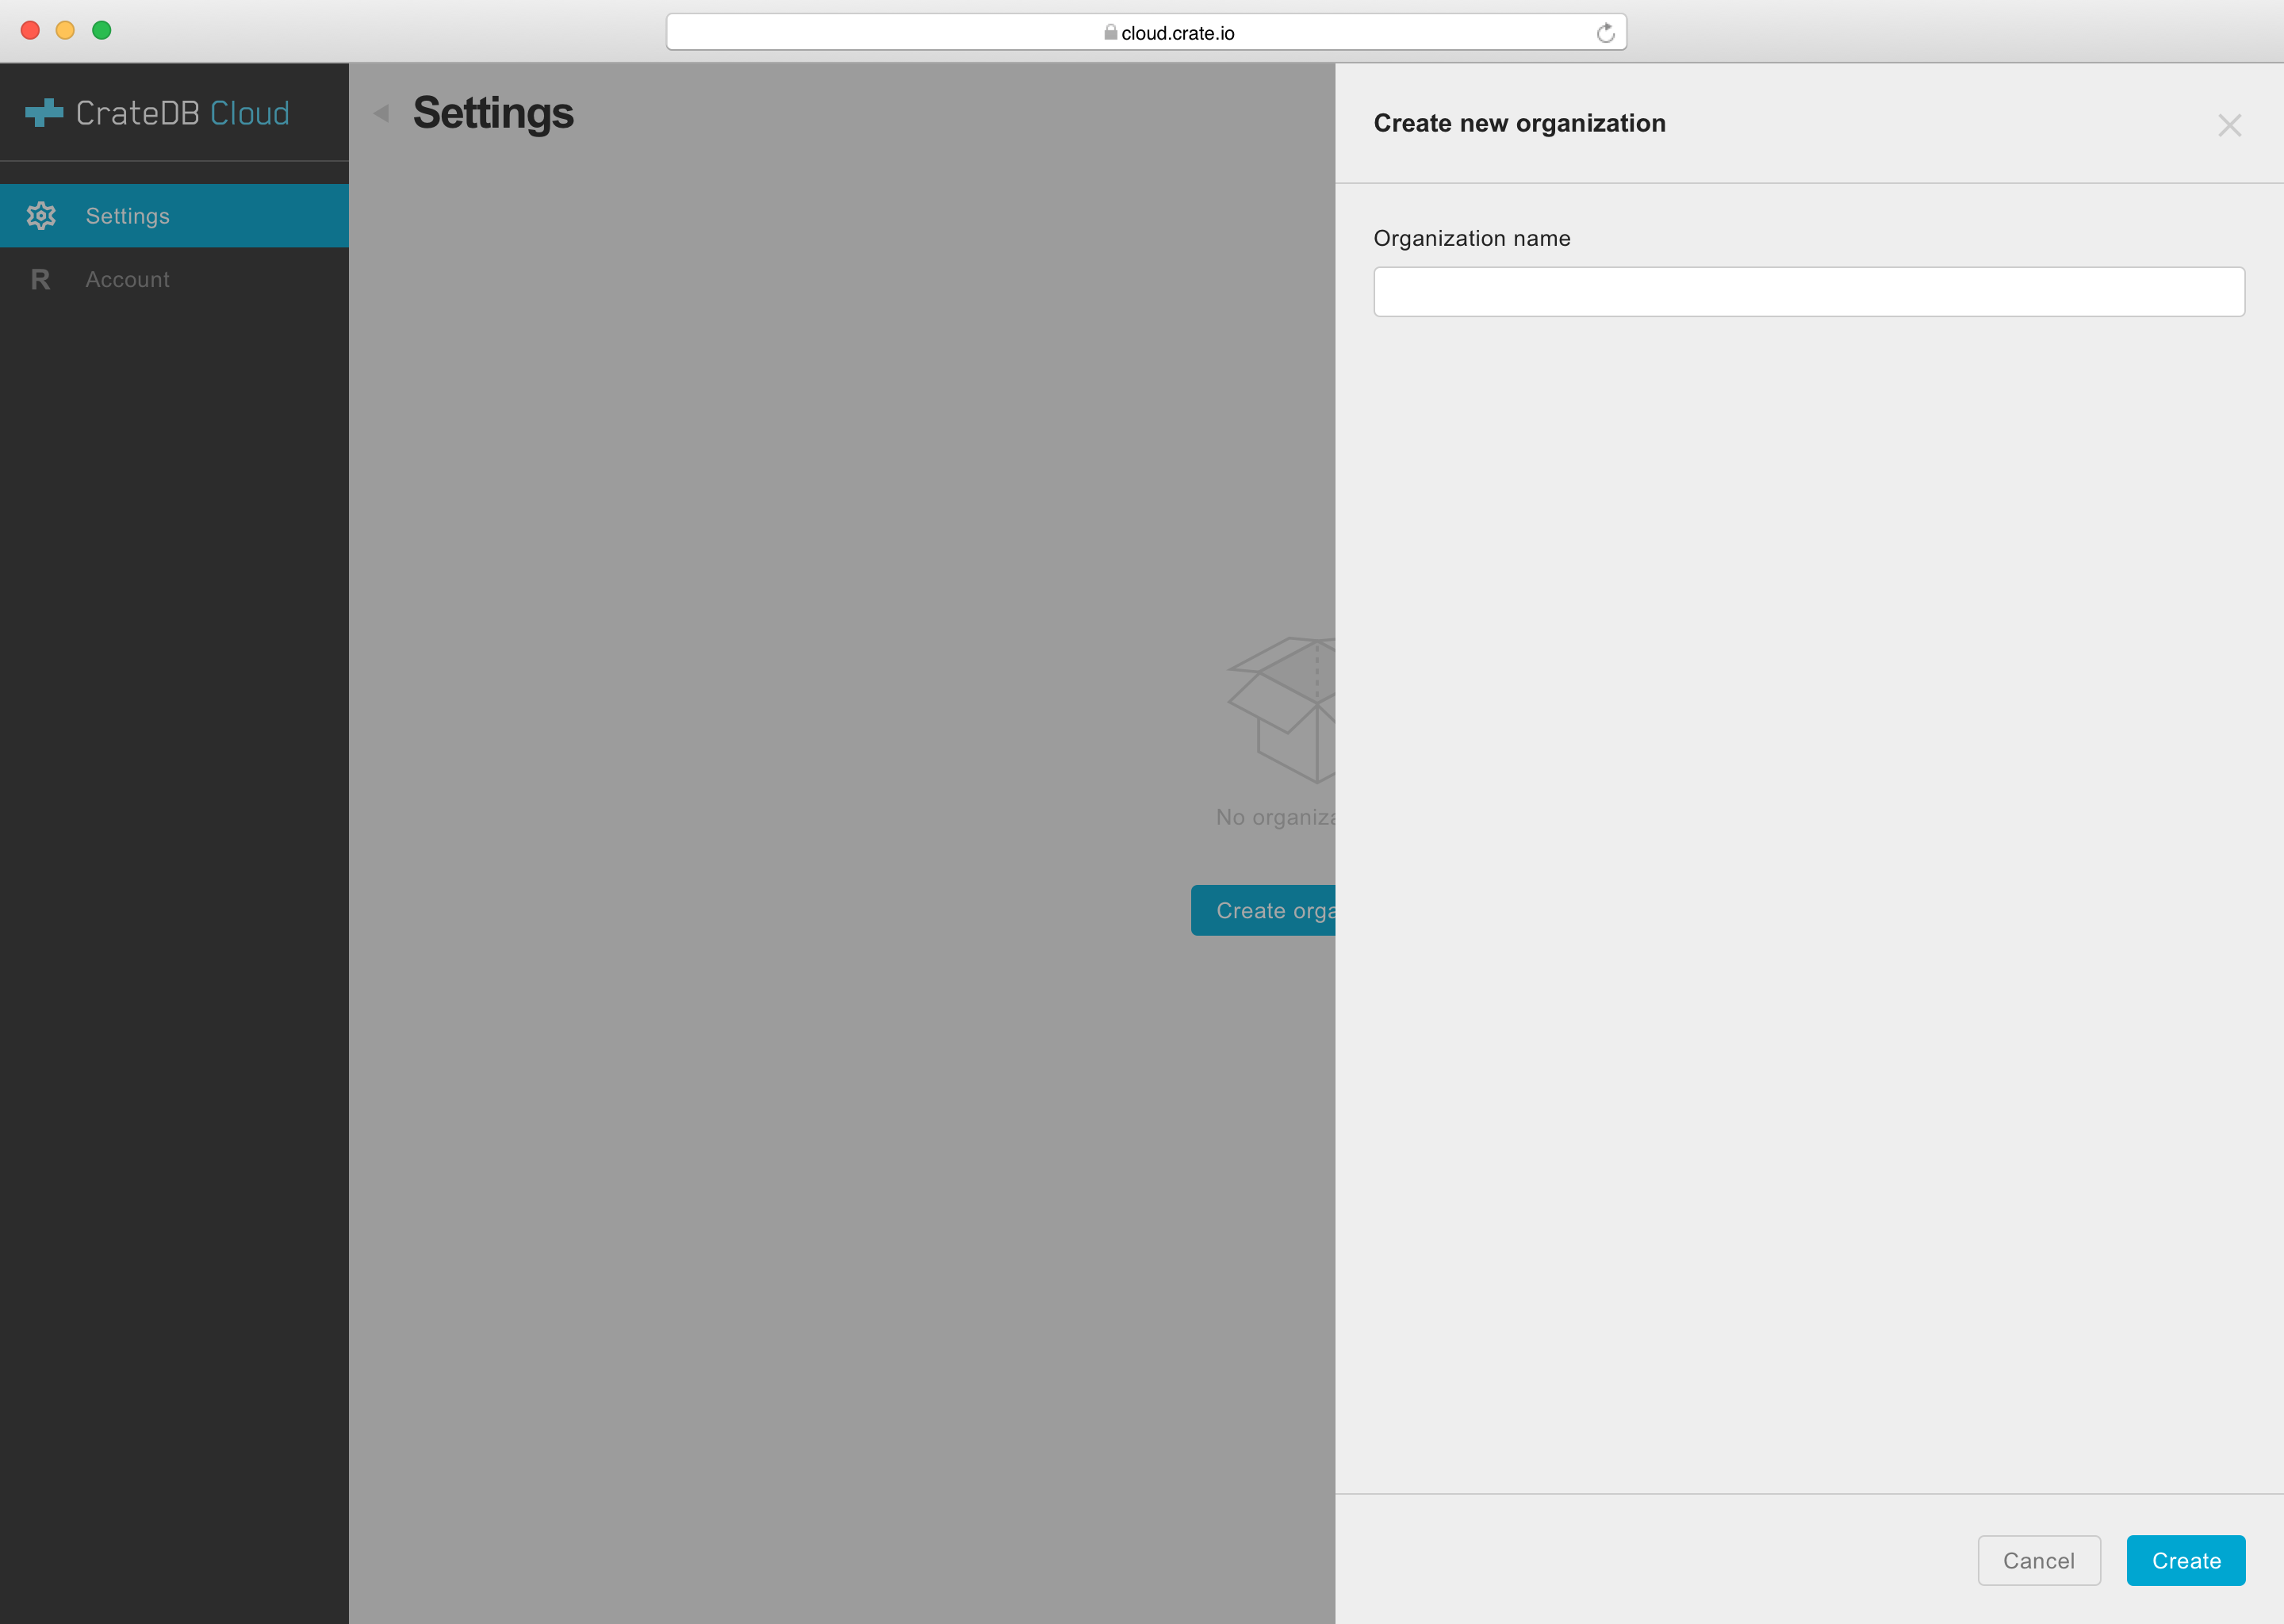 cloud.crate.io
CrateDB Cloud
Settings
Account
Settings
No organiza
Create orga
Create new organization
Organization name
Cancel
Create